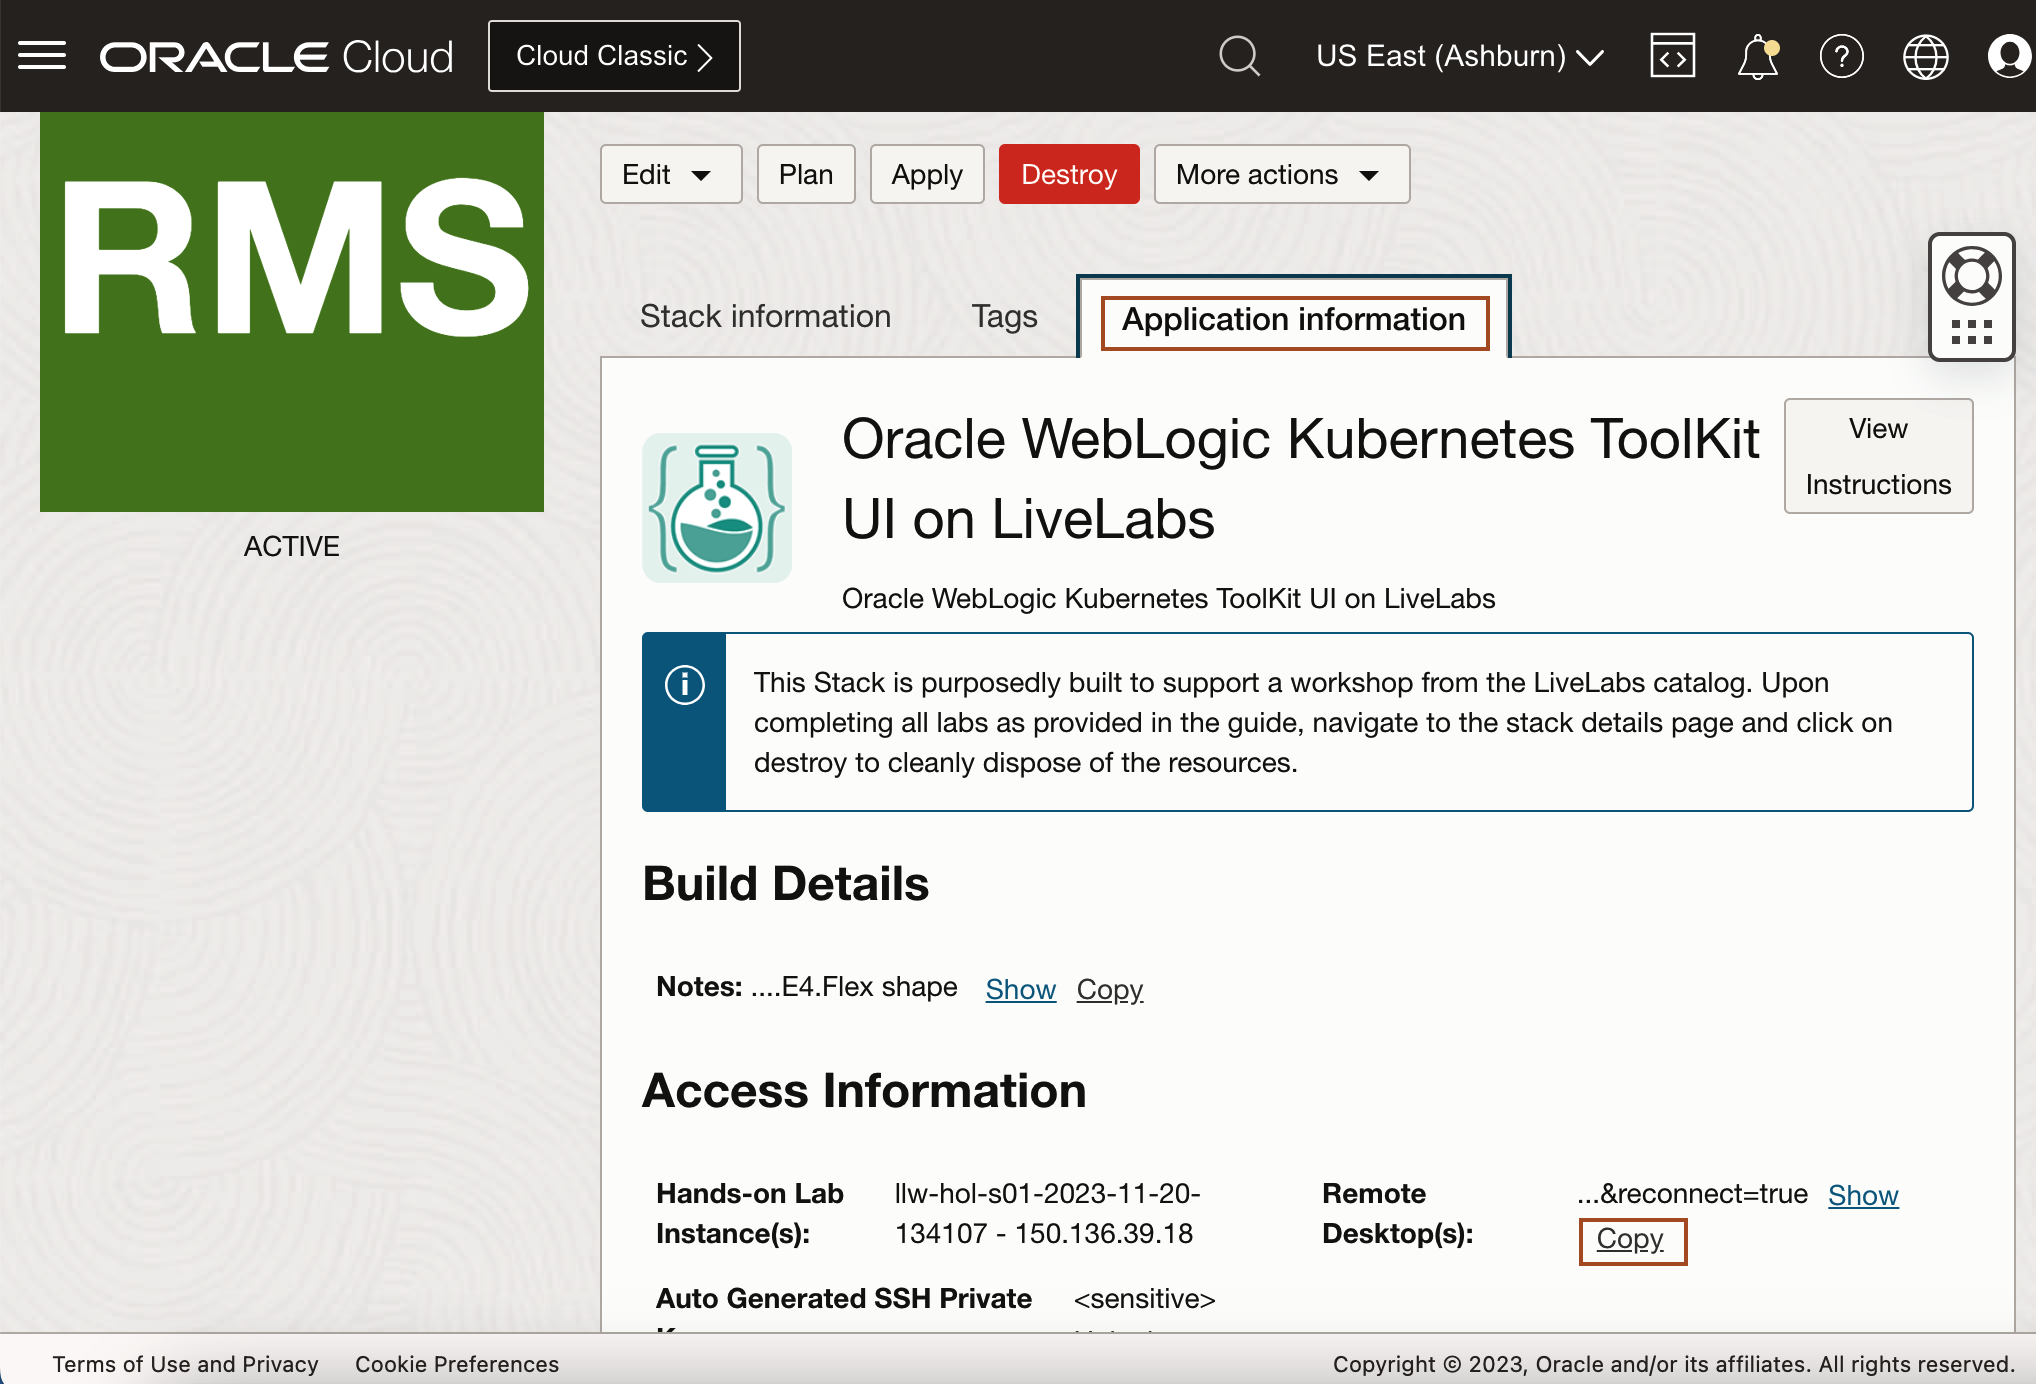 ORACLE Cloud
Cloud Classic
US East (Ashburn)
RMS
ACTIVE
Edit
Plan
Apply
Destroy
More actions
Stack information
Tags
Application information
Oracle WebLogic Kubernetes ToolKit
UI on LiveLabs
View
Instructions
Oracle WebLogic Kubernetes ToolKit UI on LiveLabs
This Stack is purposedly built to support a workshop from the LiveLabs catalog. Upon
completing all labs as provided in the guide, navigate to the stack details page and click on
destroy to cleanly dispose of the resources.
Build Details
Notes: ....E4.Flex shape Show Copy
Access Information
Hands-on Lab
Instance(s):
llw-hol-s01-2023-11-20-
134107 - 150.136.39.18
Remote
Desktop(s):
...&reconnect=true Show
Copy
Auto Generated SSH Private
<sensitive>
Terms of Use and Privacy
Cookie Preferences
Copyright © 2023, Oracle and/or its affiliates. All rights reserved.